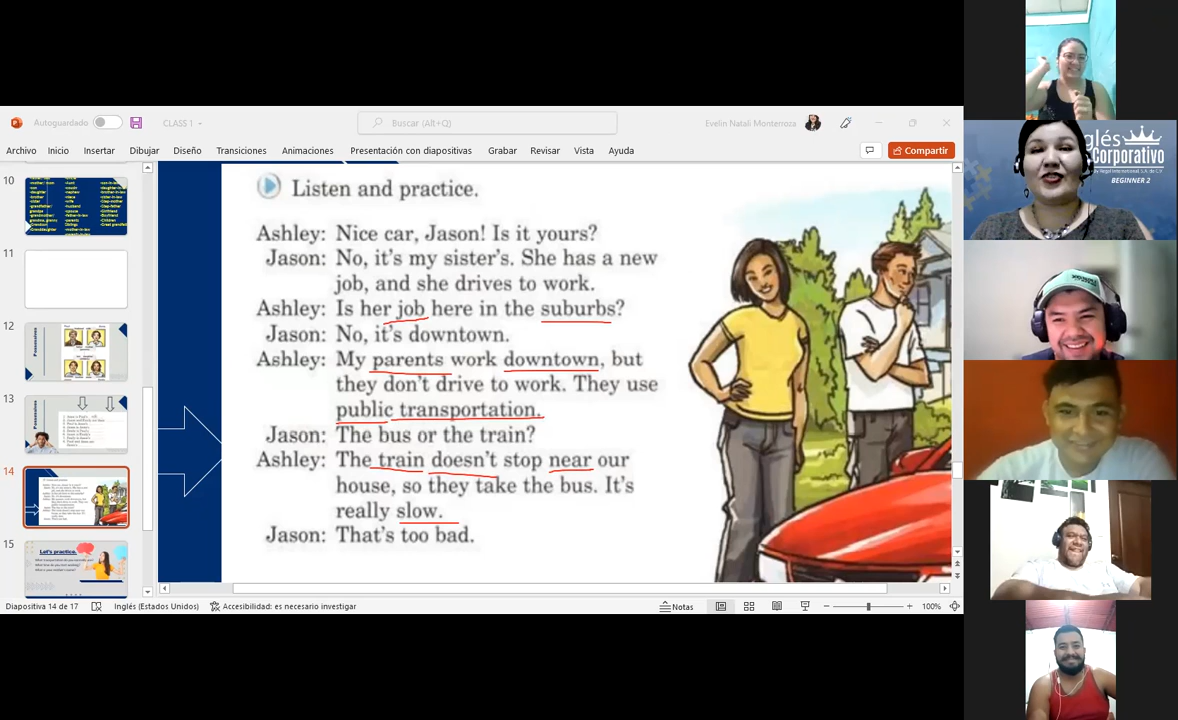 Autoguardado
CLASS 1
Buscar (Alt+Q)
Evelin Natali Monterroza
Archivo Inicio Insertar Dibujar Diseño Transiciones Animaciones Presentación con diapositivas Grabar Revisar Vista Ayuda
Compartir
10
11
12
13
14
15
Possessives
Possessives
Let's practice.
Listen and practice.
Ashley: Nice car, Jason! Is it yours?
Jason: No, it's my sister's. She has a new
job, and she drives to work.
Ashley: Is her job here in the suburbs?
Jason: No, it's downtown.
Ashley: My parents work downtown, but
they don't drive to work. They use
public transportation.
Jason: The bus or the train?
Ashley: The train doesn't stop near our
house, so they take the bus. It's
really slow.
Jason: That's too bad.
Diapositiva 14 de 17
Inglés (Estados Unidos)
Accesibilidad: es necesario investigar
Notas
100%
glés
Corporativo
BEGINNER 2